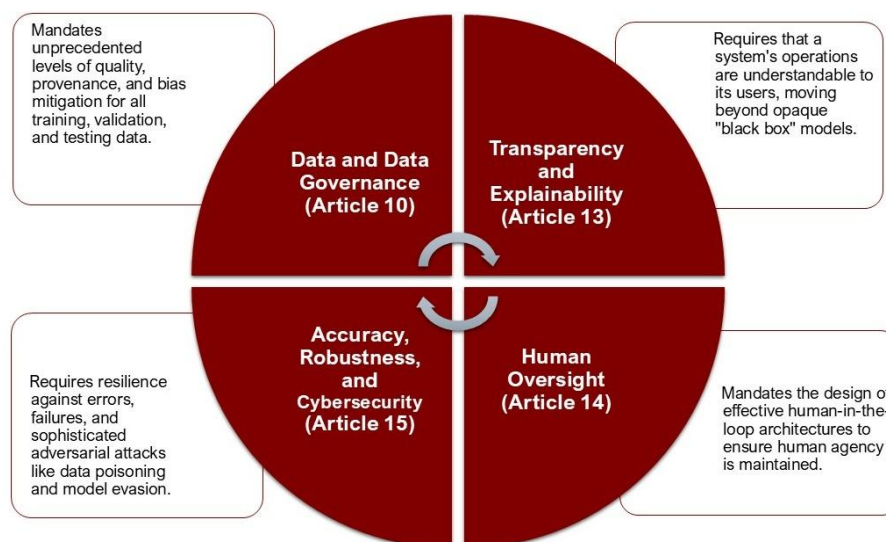 Mandates
unprecedented
levels of quality,
provenance, and bias
mitigation for all
training, validation,
and testing data.
Data and Data
Governance
(Article 10)
Transparency
and
Explainability
(Article 13)
Requires that a
system's operations
are understandable to
its users, moving
beyond opaque
"black box" models.
Requires resilience
against errors,
failures, and
sophisticated
adversarial attacks
like data poisoning
and model evasion.
Accuracy,
Robustness,
and
Cybersecurity
(Article 15)
Human
Oversight
(Article 14)
Mandates the design of
effective human-in-the-
loop architectures to
ensure human agency
is maintained.